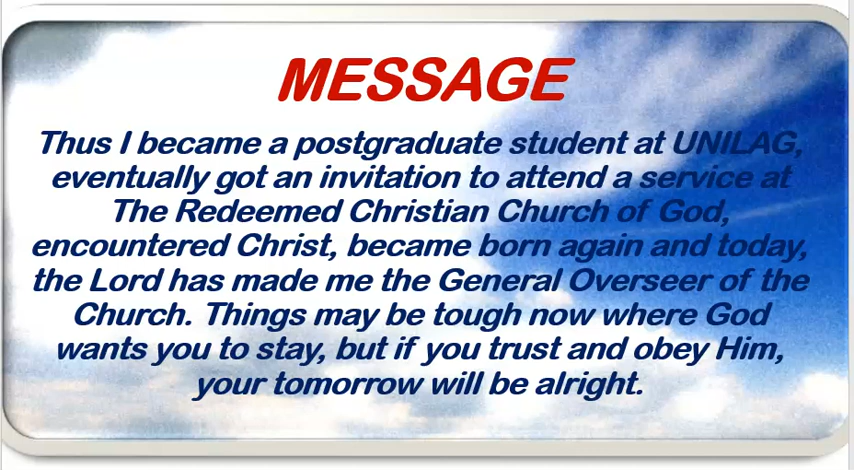 MESSAGE
Thus I became a postgraduate student at UNILAG,
eventually got an invitation to attend a service at
The Redeemed Christian Church of God,
encountered Christ, became born again and today,
the Lord has made me the General Overseer of the
Church. Things may be tough now where God
wants you to stay, but if you trust and obey Him,
your tomorrow will be alright.